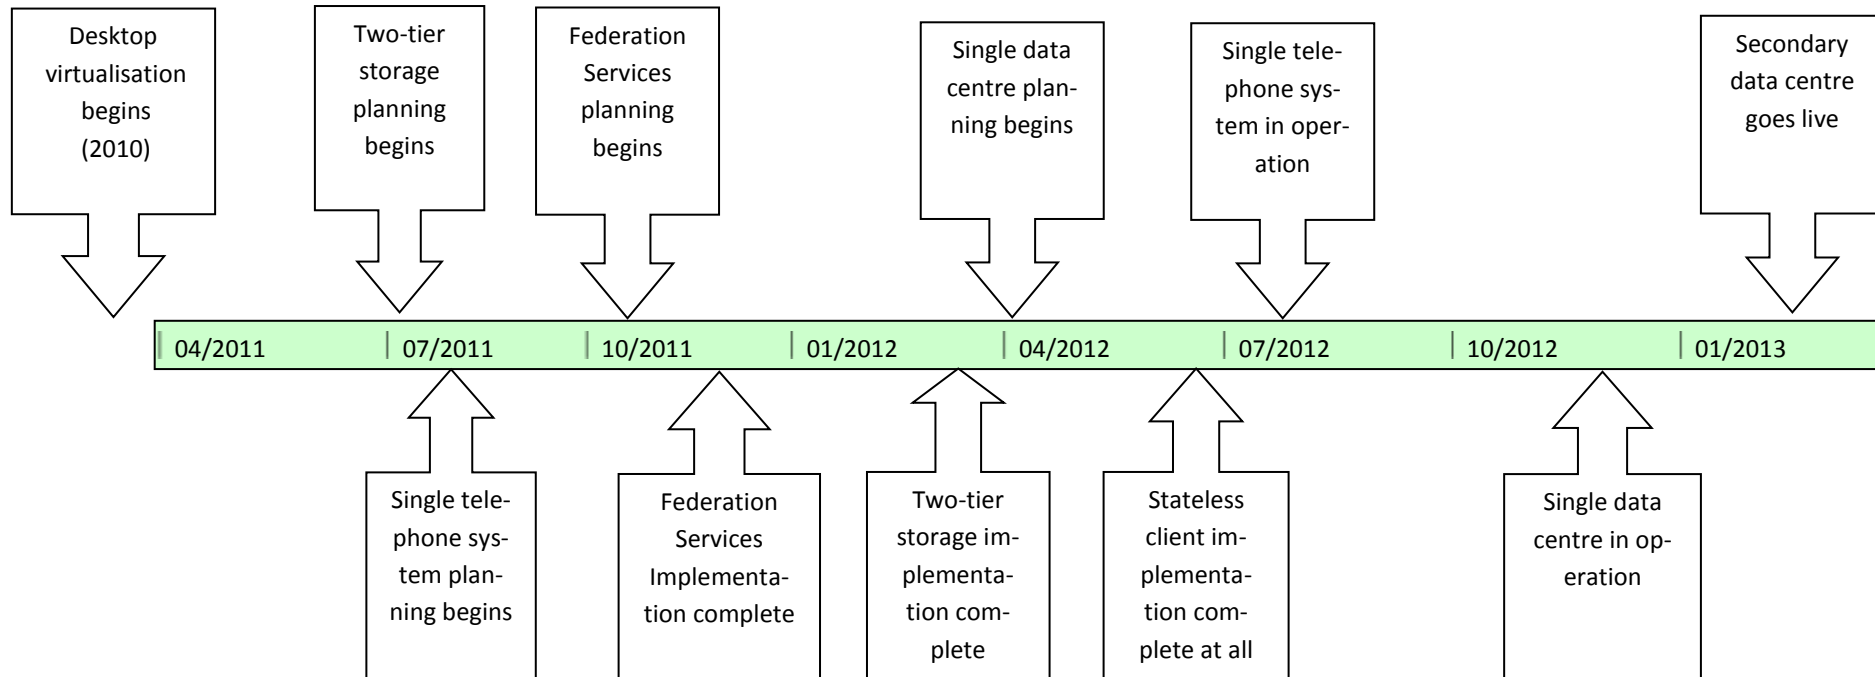 Desktop
virtualisation
begins
(2010)
Two-tier
storage
planning
begins
Federation
Services
planning
begins
Single data
centre plan-
ning begins
Single tele-
phone sys-
tem in oper-
ation
Secondary
data centre
goes live
04/2011
07/2011
10/2011
01/2012
04/2012
07/2012
10/2012
01/2013
Single tele-
phone sys-
tem plan-
ning begins
Federation
Services
Implementa-
tion complete
Two-tier
storage im-
plementa-
tion com-
plete
Stateless
client im-
plementa-
tion com-
plete at all
Single data
centre in op-
eration